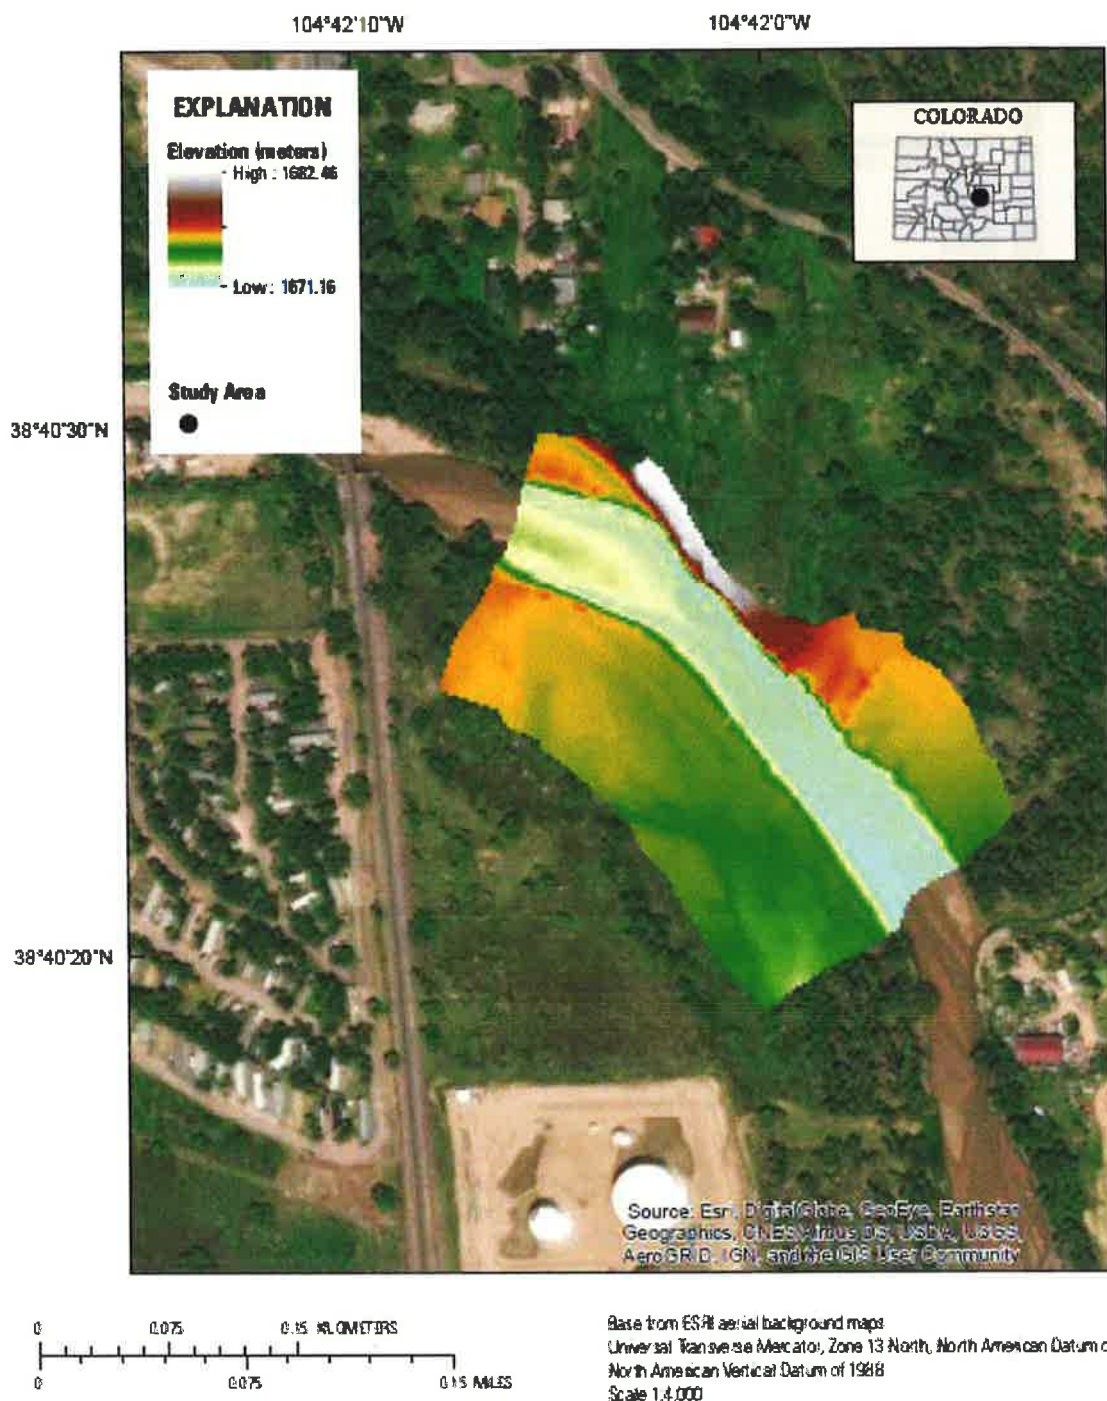 104°42'10"W
104°42'0"W
EXPLANATION
Elevation (meters)
High : 1682.46
Low : 1671.16
Study Area
COLORADO
38°40'30"N
38°40'20"N
Source: Esri, DigitalGlobe, GeoEye, Earthstar
Geographics, CNES/Airbus DS, USDA, USGS,
AeroGRID, IGN, and the GIS User Community
0 0.075 0.15 KILOMETERS
0 0.075 0.15 MILES
Base from ESRI aerial background maps
Universal Transverse Mercator, Zone 13 North, North American Datum o
North American Vertical Datum of 1988
Scale 1:4,000